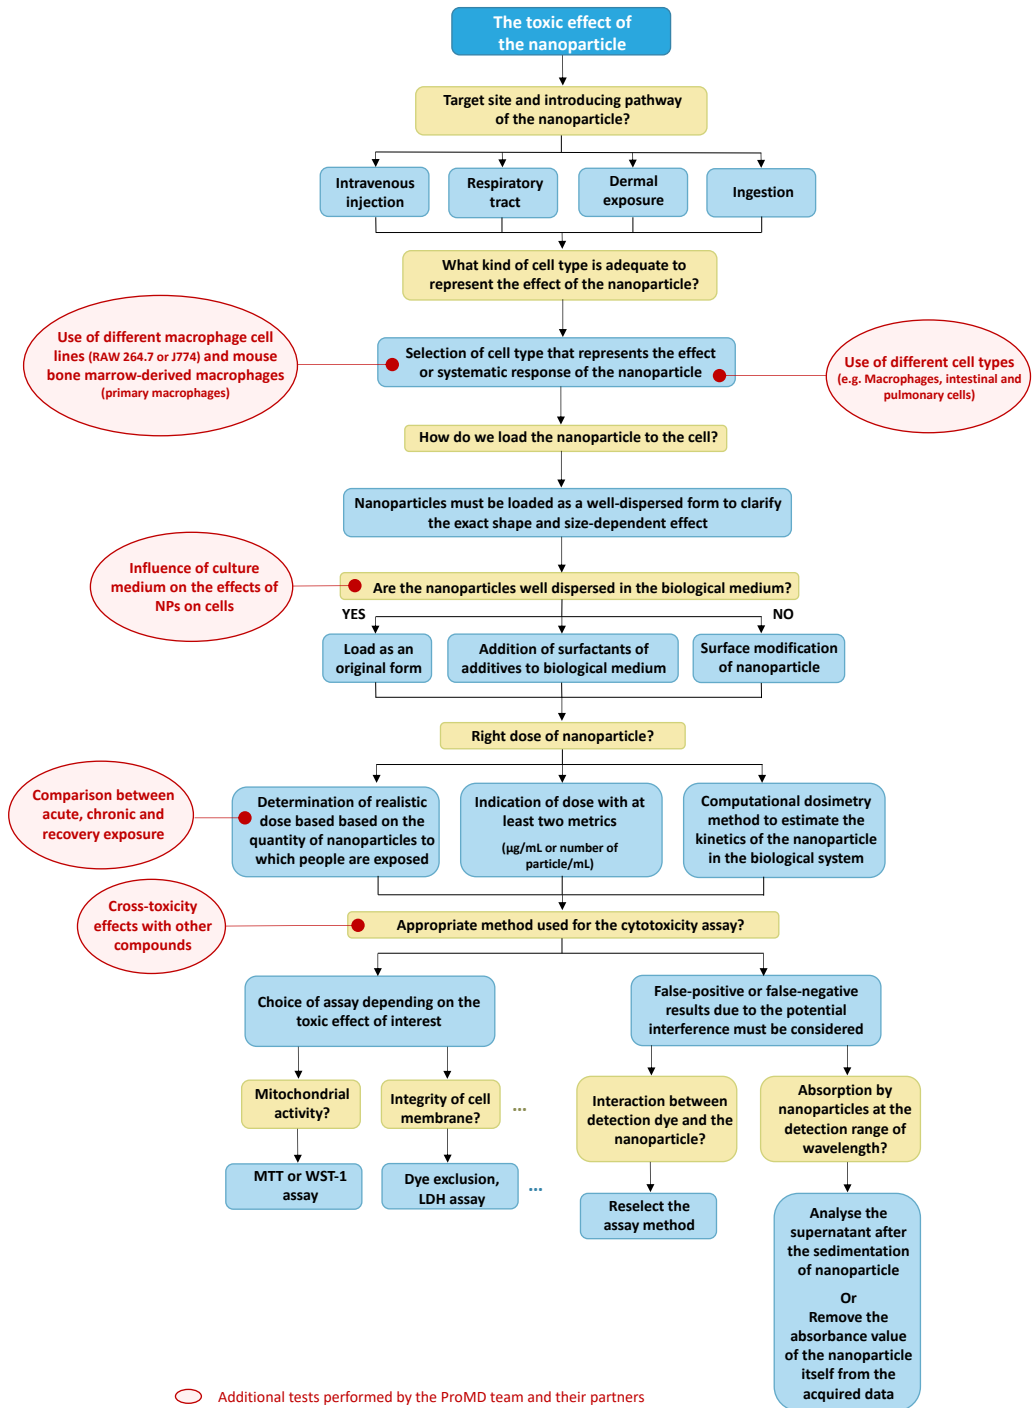 The toxic effect of
the nanoparticle
Target site and introducing pathway
of the nanoparticle?
Intravenous
injection
Respiratory
tract
Dermal
exposure
Ingestion
What kind of cell type is adequate to
represent the effect of the nanoparticle?
Use of different macrophage cell
lines (RAW 264.7 or J774) and mouse
bone marrow-derived macrophages
(primary macrophages)
Selection of cell type that represents the effect
or systematic response of the nanoparticle
Use of different cell types
(e.g. Macrophages, intestinal and
pulmonary cells)
How do we load the nanoparticle to the cell?
Nanoparticles must be loaded as a well-dispersed form to clarify
the exact shape and size-dependent effect
Influence of culture
medium on the effects of
NPs on cells
Are the nanoparticles well dispersed in the biological medium?
YES
NO
Load as an
original form
Addition of surfactants of
additives to biological medium
Surface modification
of nanoparticle
Right dose of nanoparticle?
Comparison between
acute, chronic and
recovery exposure
Determination of realistic
dose based based on the
quantity of nanoparticles to
which people are exposed
Indication of dose with at
least two metrics
(µg/mL or number of
particle/mL)
Computational dosimetry
method to estimate the
kinetics of the nanoparticle
in the biological system
Cross-toxicity
effects with other
compounds
Appropriate method used for the cytotoxicity assay?
Choice of assay depending on the
toxic effect of interest
False-positive or false-negative
results due to the potential
interference must be considered
Mitochondrial
activity?
Integrity of cell
membrane?
...
Interaction between
detection dye and the
nanoparticle?
Absorption by
nanoparticles at the
detection range of
wavelength?
MTT or WST-1
assay
Dye exclusion,
LDH assay
...
Reselect the
assay method
Analyse the
supernatant after
the sedimentation
of nanoparticle
Or
Remove the
absorbance value
of the nanoparticle
itself from the
acquired data
Additional tests performed by the ProMD team and their partners